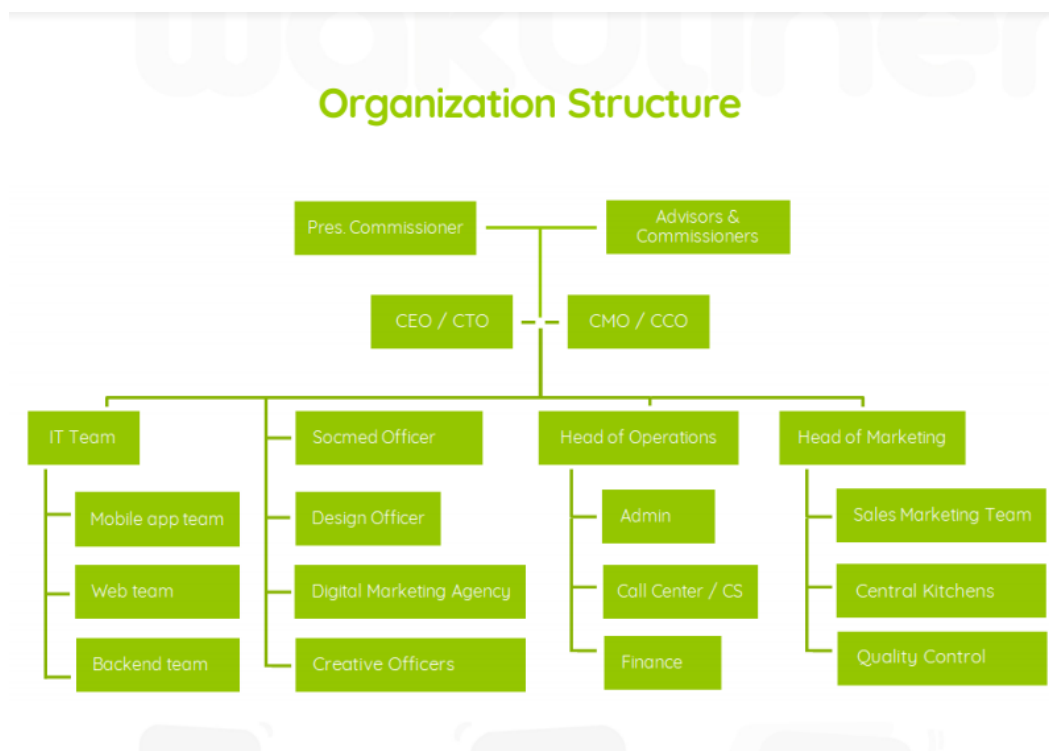 wakuliner
Organization Structure
Pres. Commissioner
Advisors &
Commissioners
CEO / CTO
CMO / CCO
IT Team
Mobile app team
Web team
Backend team
Socmed Officer
Design Officer
Digital Marketing Agency
Creative Officers
Head of Operations
Admin
Call Center / CS
Finance
Head of Marketing
Sales Marketing Team
Central Kitchens
Quality Control